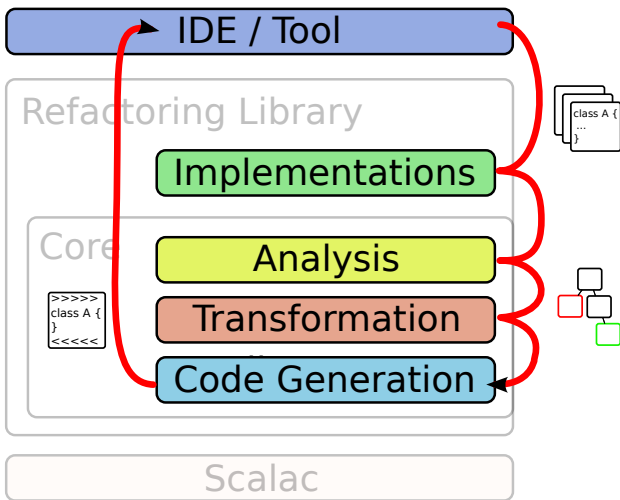 IDE / Tool
Refactoring Library
class A {
...
}
Implementations
Core
Analysis
>>>>>
class A {
}
<<<<<
Transformation
Code Generation
Scalac